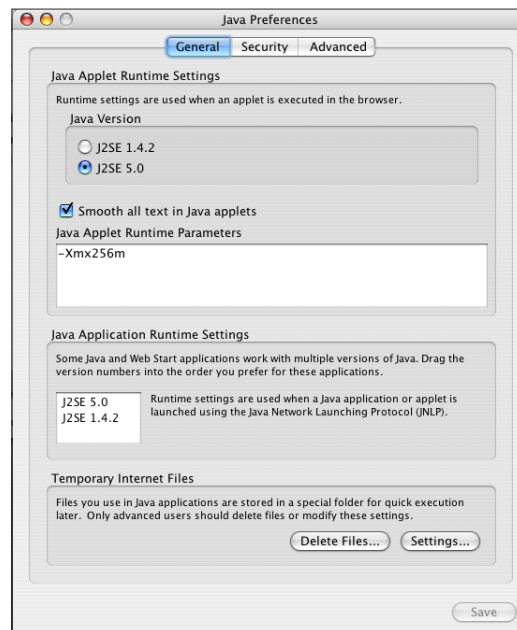 Java Preferences
General Security Advanced
Java Applet Runtime Settings
Runtime settings are used when an applet is executed in the browser.
Java Version
J2SE 1.4.2
J2SE 5.0
Smooth all text in Java applets
Java Applet Runtime Parameters
-Xmx256m
Java Application Runtime Settings
Some Java and Web Start applications work with multiple versions of Java. Drag the
version numbers into the order you prefer for these applications.
J2SE 5.0
J2SE 1.4.2
Runtime settings are used when a Java application or applet is
launched using the Java Network Launching Protocol (JNLP).
Temporary Internet Files
Files you use in Java applications are stored in a special folder for quick execution
later. Only advanced users should delete files or modify these settings.
Delete Files... Settings...
Save